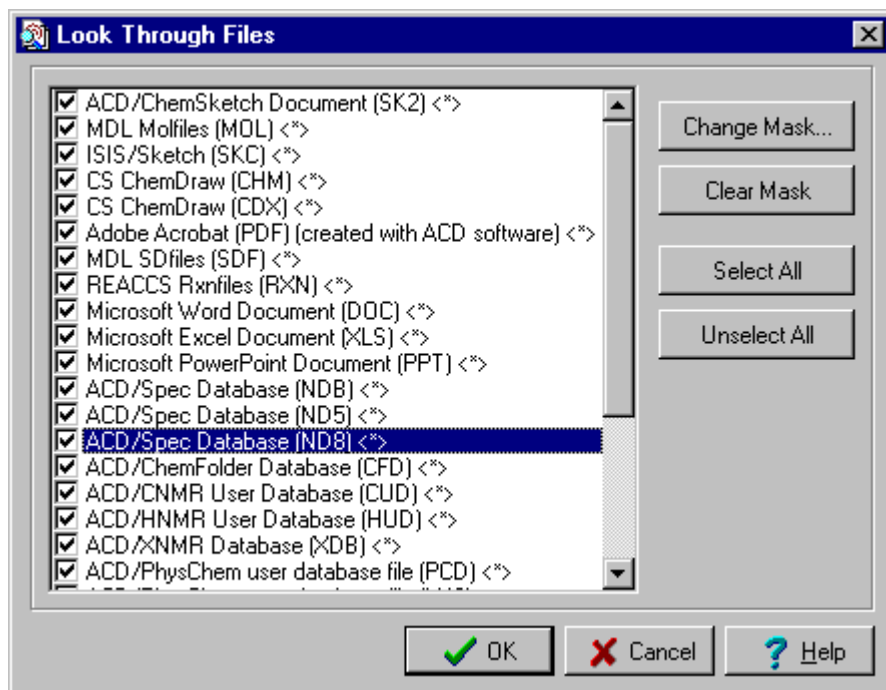 Look Through Files
ACD/ChemSketch Document (SK2) <*>
MDL Molfiles (MOL) <*>
ISIS/Sketch (SKC) <*>
CS ChemDraw (CHM) <*>
CS ChemDraw (CDX) <*>
Adobe Acrobat (PDF) (created with ACD software) <*>
MDL SDfiles (SDF) <*>
REACCS Rxnfiles (RXN) <*>
Microsoft Word Document (DOC) <*>
Microsoft Excel Document (XLS) <*>
Microsoft PowerPoint Document (PPT) <*>
ACD/Spec Database (NDB) <*>
ACD/Spec Database (ND5) <*>
ACD/Spec Database (ND8) <*>
ACD/ChemFolder Database (CFD) <*>
ACD/CNMR User Database (CUD) <*>
ACD/HNMR User Database (HUD) <*>
ACD/XNMR Database (XDB) <*>
ACD/PhysChem user database file (PCD) <*>
Change Mask...
Clear Mask
Select All
Unselect All
OK
Cancel
Help